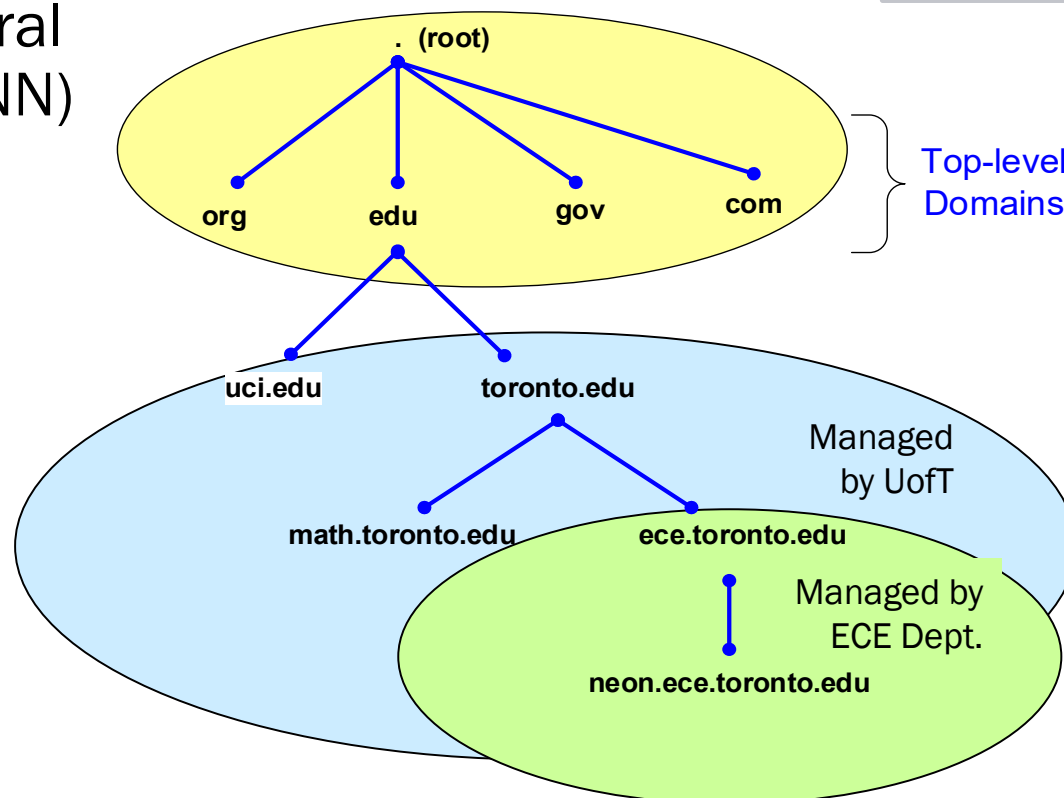 ral
NN)
. (root)
org edu gov com
Top-level
Domains
uci.edu toronto.edu
Managed
by UofT
math.toronto.edu ece.toronto.edu
Managed by
ECE Dept.
neon.ece.toronto.edu